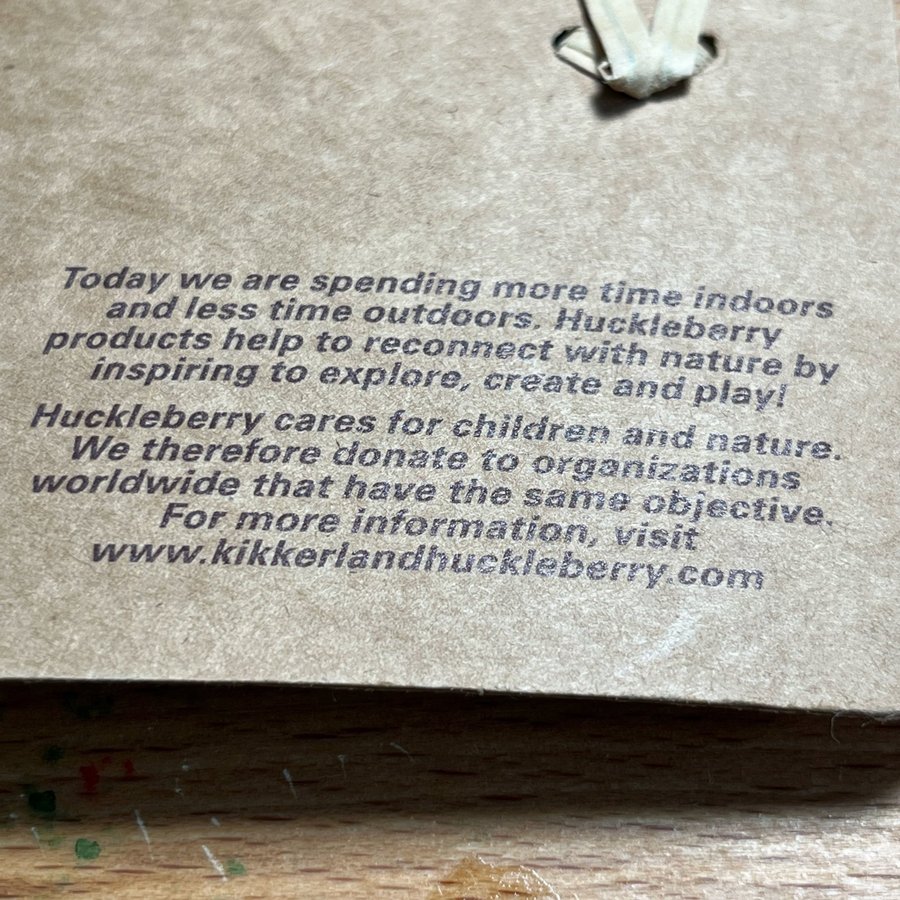 Today we are spending more time indoors
and less time outdoors. Huckleberry
products help to reconnect with nature by
inspiring to explore, create and play!
Huckleberry cares for children and nature.
We therefore donate to organizations
worldwide that have the same objective.
For more information, visit
www.kikkerlandhuckleberry.com